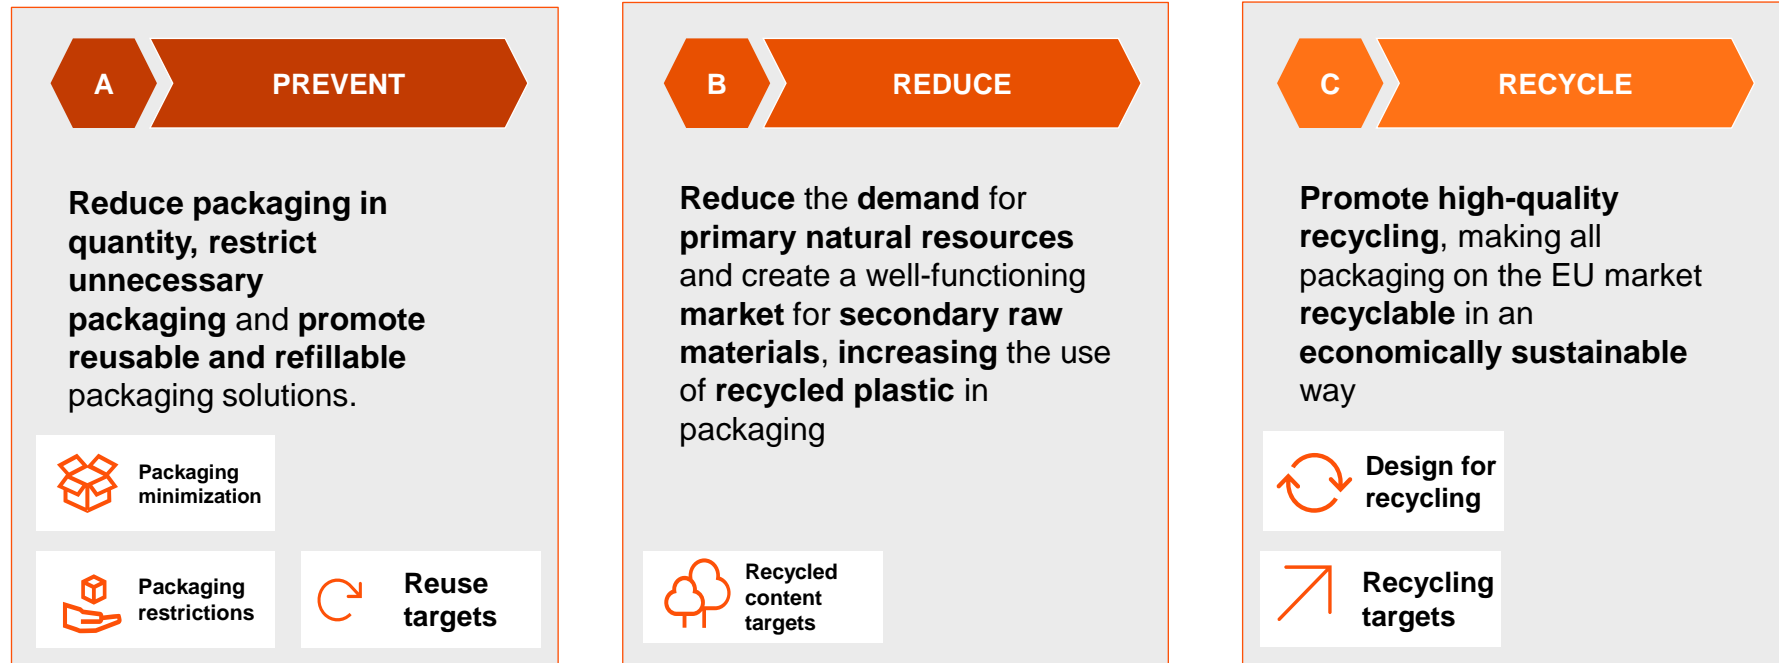 A
PREVENT
Reduce packaging in
quantity, restrict
unnecessary
packaging and promote
reusable and refillable
packaging solutions.
Packaging
minimization
Packaging
restrictions
Reuse
targets
B
REDUCE
Reduce the demand for
primary natural resources
and create a well-functioning
market for secondary raw
materials, increasing the use
of recycled plastic in
packaging
Recycled
content
targets
C
RECYCLE
Promote high-quality
recycling, making all
packaging on the EU market
recyclable in an
economically sustainable
way
Design for
recycling
Recycling
targets